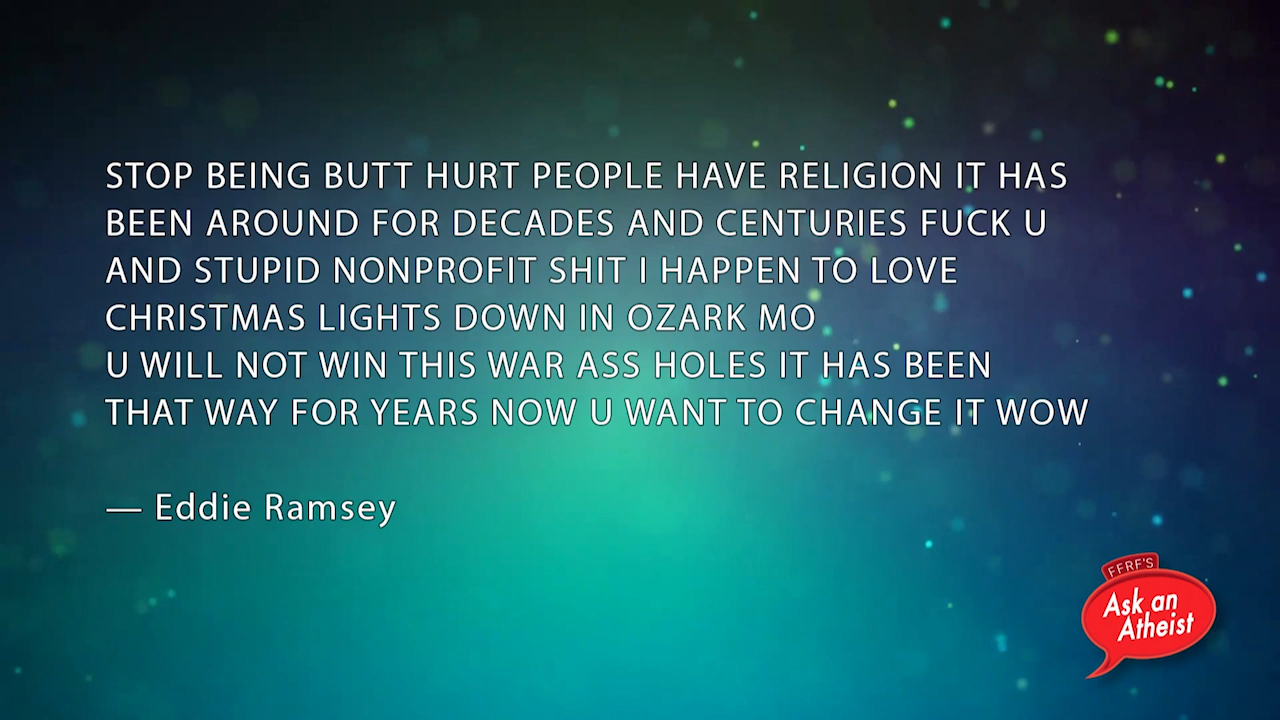 STOP BEING BUTT HURT PEOPLE HAVE RELIGION IT HAS
BEEN AROUND FOR DECADES AND CENTURIES FUCK U
AND STUPID NONPROFIT SHIT I HAPPEN TO LOVE
CHRISTMAS LIGHTS DOWN IN OZARK MO
U WILL NOT WIN THIS WAR ASS HOLES IT HAS BEEN
THAT WAY FOR YEARS NOW U WANT TO CHANGE IT WOW
— Eddie Ramsey
FFRF'S
Ask an
Atheist